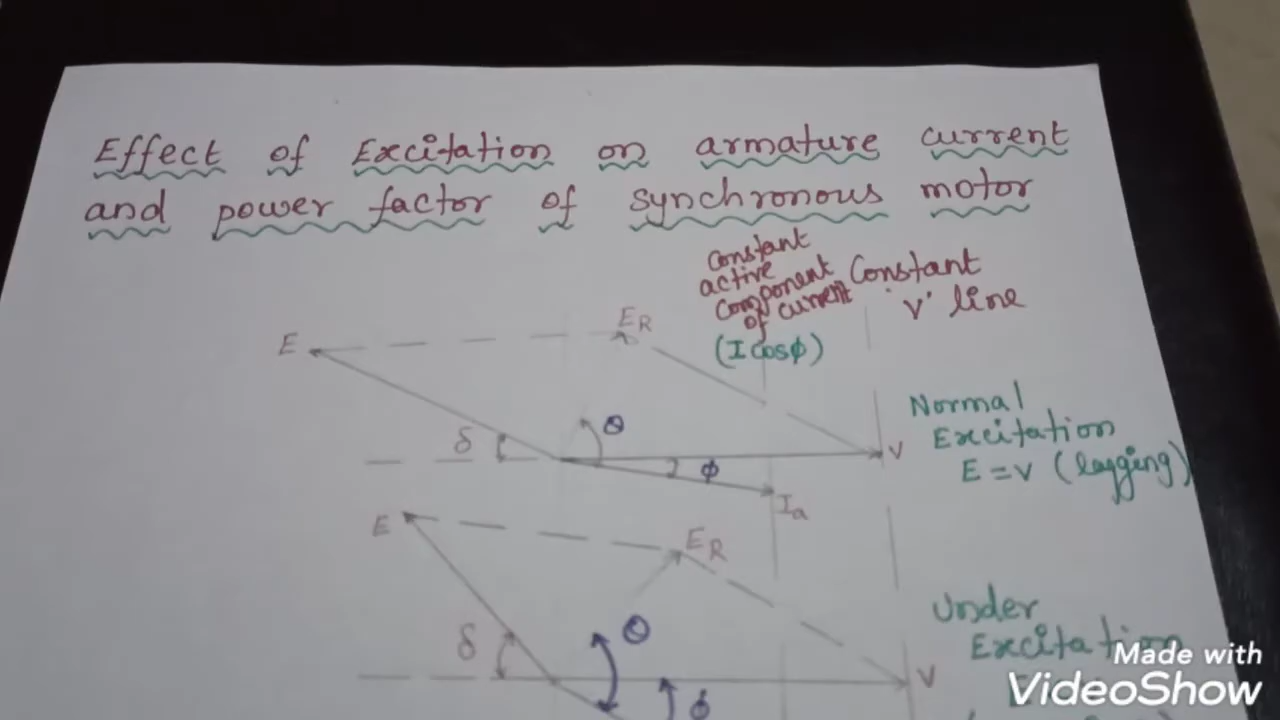 Effect of Excitation on armature current
and power factor of synchronous motor
Constant
active
component
of current
(I cosϕ)
Constant
'V' line
E
E_R
δ
θ
ϕ
V
I_a
Normal
Excitation
E = V (lagging)
E
E_R
δ
θ
ϕ
V
Under
Excitation
Made with
VideoShow